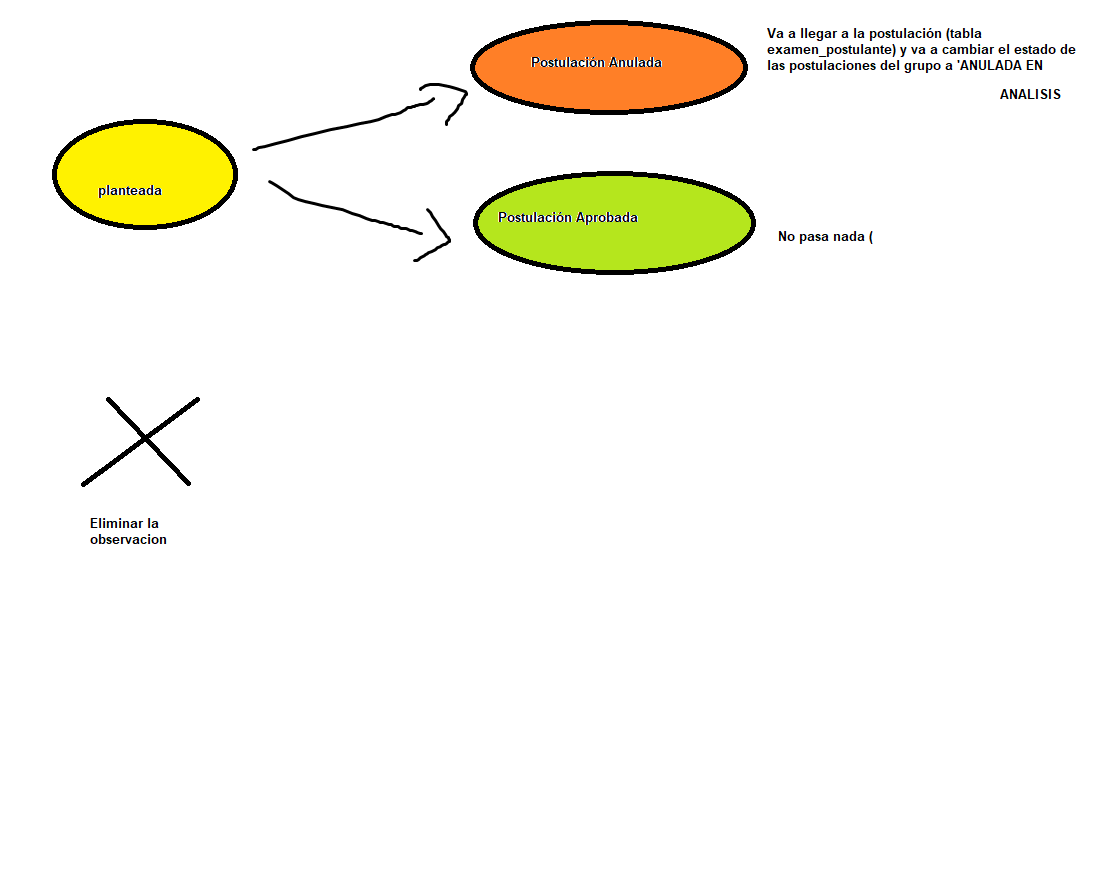 Postulación Anulada
Va a llegar a la postulación (tabla
examen_postulante) y va a cambiar el estado de
las postulaciones del grupo a 'ANULADA EN
ANALISIS
planteada
Postulación Aprobada
No pasa nada (
Eliminar la
observacion